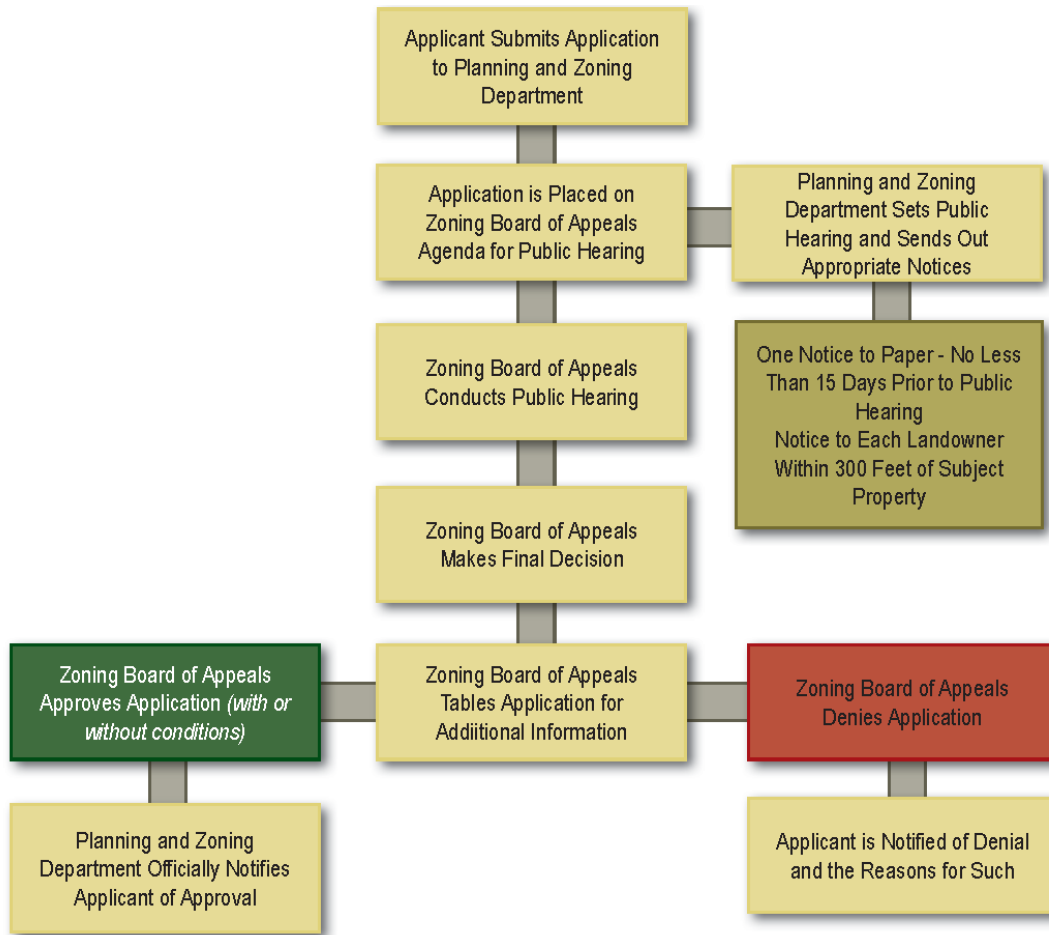 Applicant Submits Application
to Planning and Zoning
Department
Application is Placed on
Zoning Board of Appeals
Agenda for Public Hearing
Planning and Zoning
Department Sets Public
Hearing and Sends Out
Appropriate Notices
One Notice to Paper - No Less
Than 15 Days Prior to Public
Hearing
Notice to Each Landowner
Within 300 Feet of Subject
Property
Zoning Board of Appeals
Conducts Public Hearing
Zoning Board of Appeals
Makes Final Decision
Zoning Board of Appeals
Approves Application (with or
without conditions)
Zoning Board of Appeals
Tables Application for
Addiitional Information
Zoning Board of Appeals
Denies Application
Planning and Zoning
Department Officially Notifies
Applicant of Approval
Applicant is Notified of Denial
and the Reasons for Such